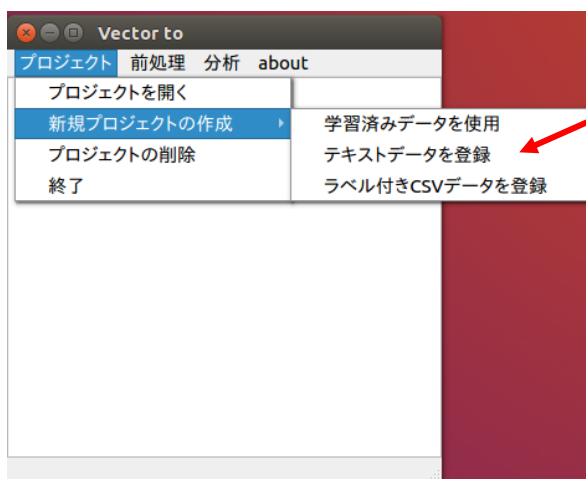 Vector to
プロジェクト 前処理 分析 about
プロジェクトを開く
新規プロジェクトの作成
プロジェクトの削除
終了
学習済みデータを使用
テキストデータを登録
ラベル付きCSVデータを登録